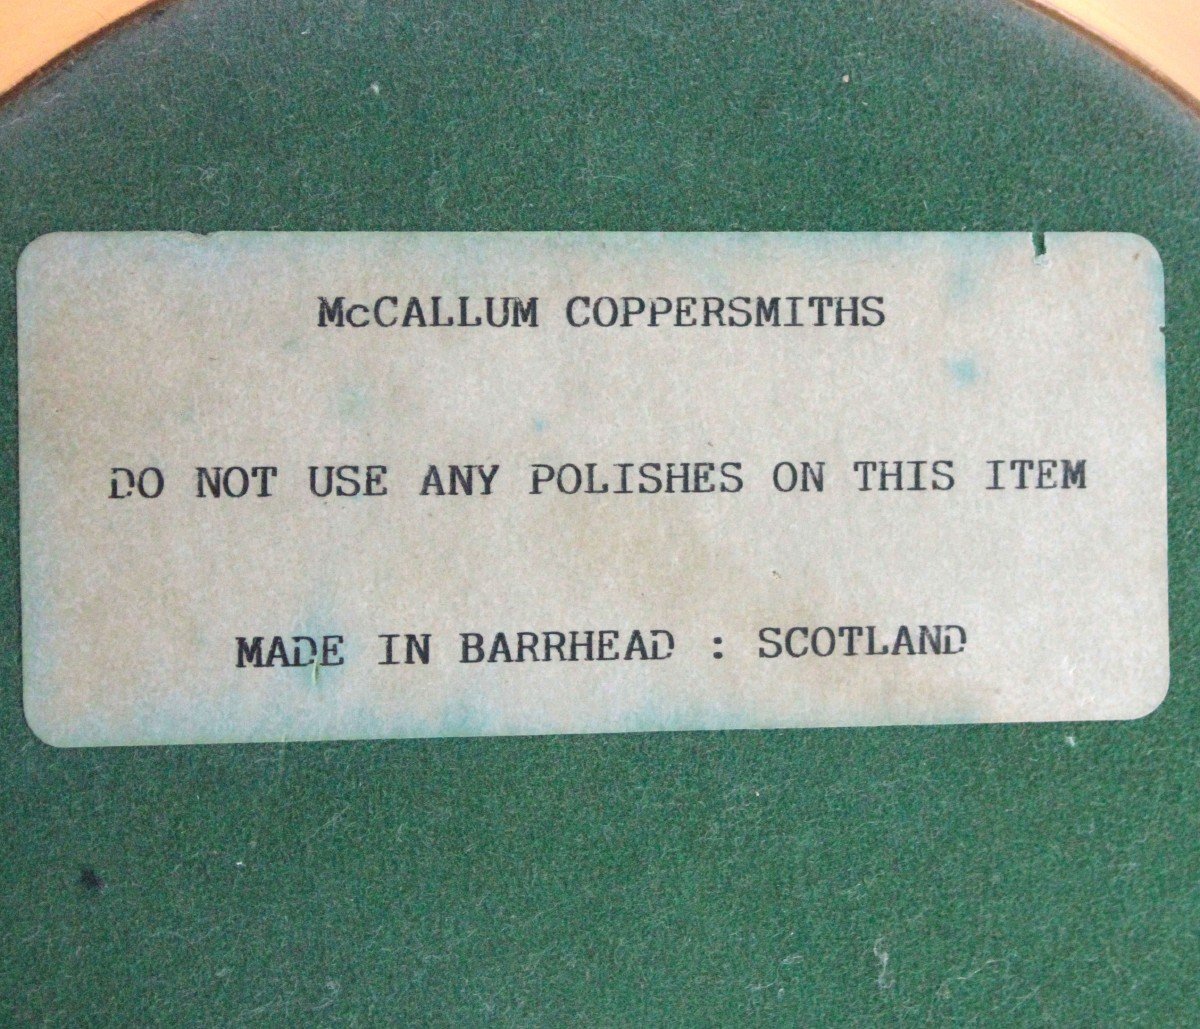 McCALLUM COPPERSMITHS
DO NOT USE ANY POLISHES ON THIS ITEM
MADE IN BARRHEAD : SCOTLAND